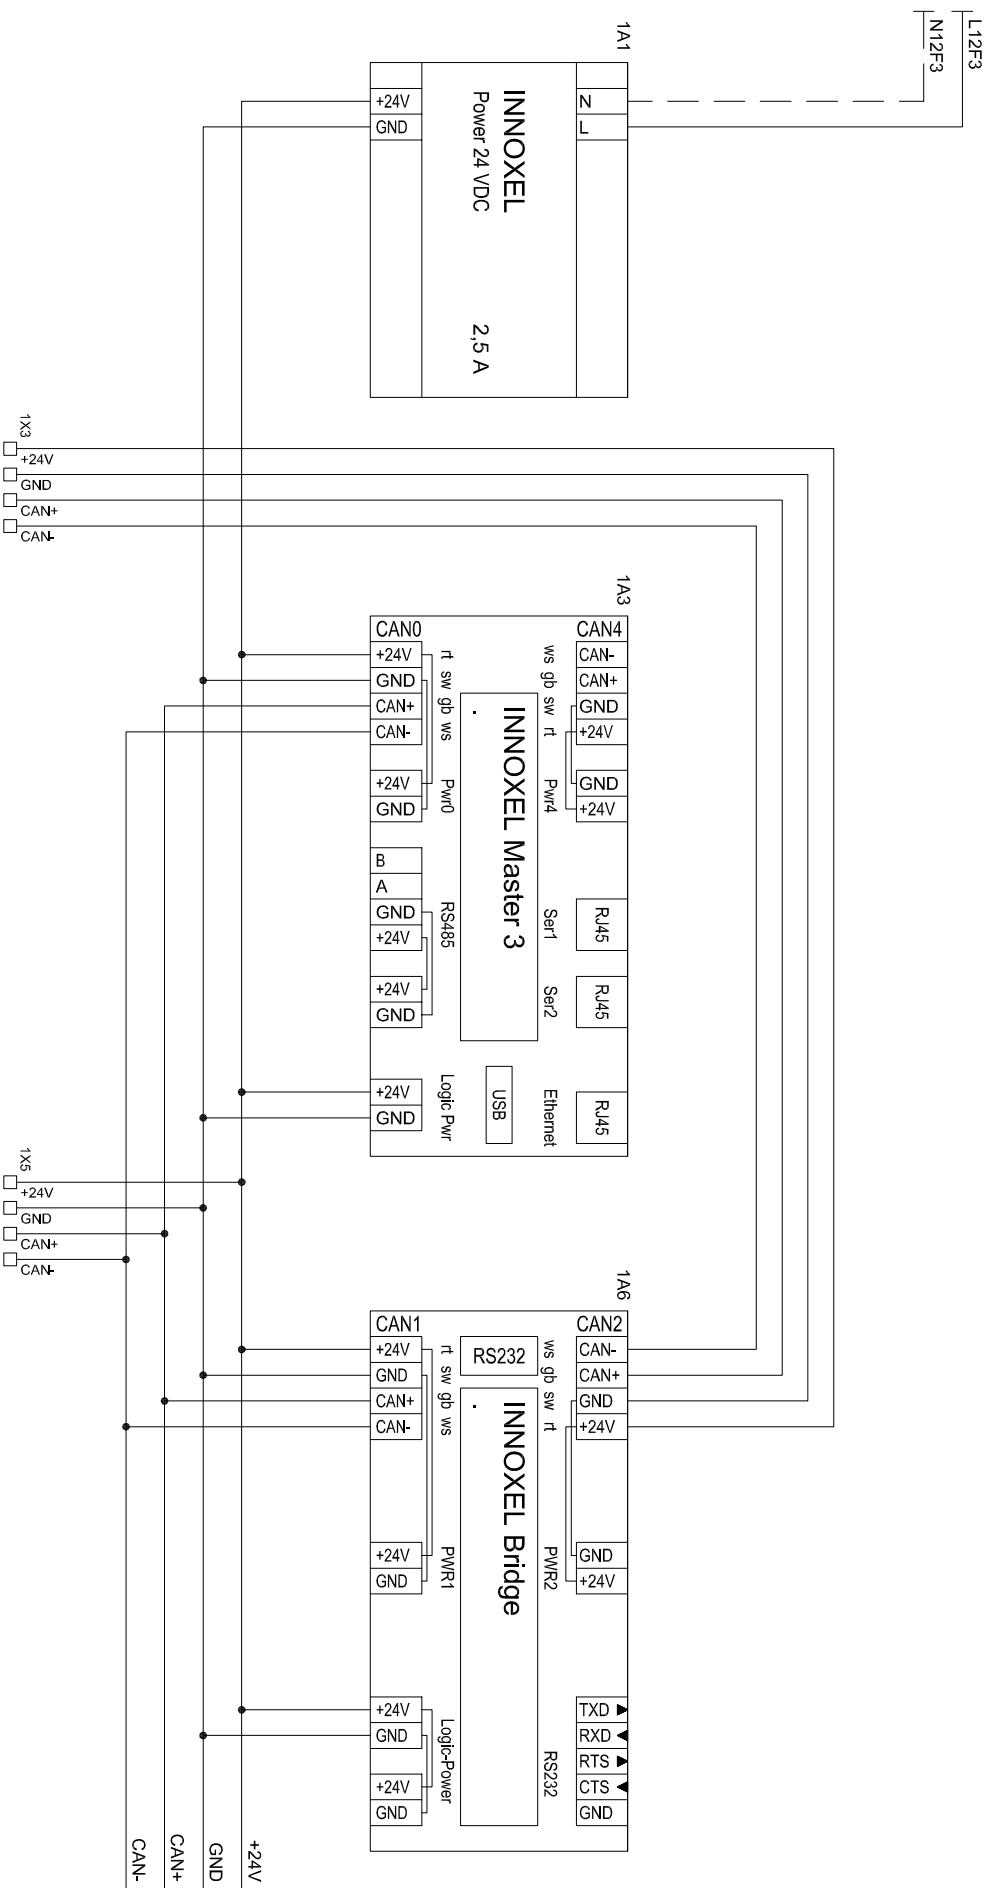 L12F3
N12F3
1A1
N
L
INNOXEL
Power 24 VDC
2,5 A
+24V
GND
1X3
+24V
GND
CAN+
CAN-
1A3
CAN4
CAN-
CAN+
GND
+24V
GND
+24V
ws gb sw rt
Pwr4
Ser1
Ser2
Ethernet
RJ45
RJ45
RJ45
INNOXEL Master 3
.
USB
CAN0
+24V
GND
CAN+
CAN-
+24V
GND
rt sw gb ws
Pwr0
B
A
GND
+24V
+24V
GND
RS485
Logic Pwr
+24V
GND
1X5
+24V
GND
CAN+
CAN-
1A6
CAN2
CAN-
CAN+
GND
+24V
GND
+24V
ws gb sw rt
PWR2
RS232
TXD
RXD
RTS
CTS
GND
RS232
INNOXEL Bridge
.
CAN1
+24V
GND
CAN+
CAN-
rt sw gb ws
PWR1
+24V
GND
Logic-Power
+24V
GND
+24V
GND
+24V
GND
CAN+
CAN-